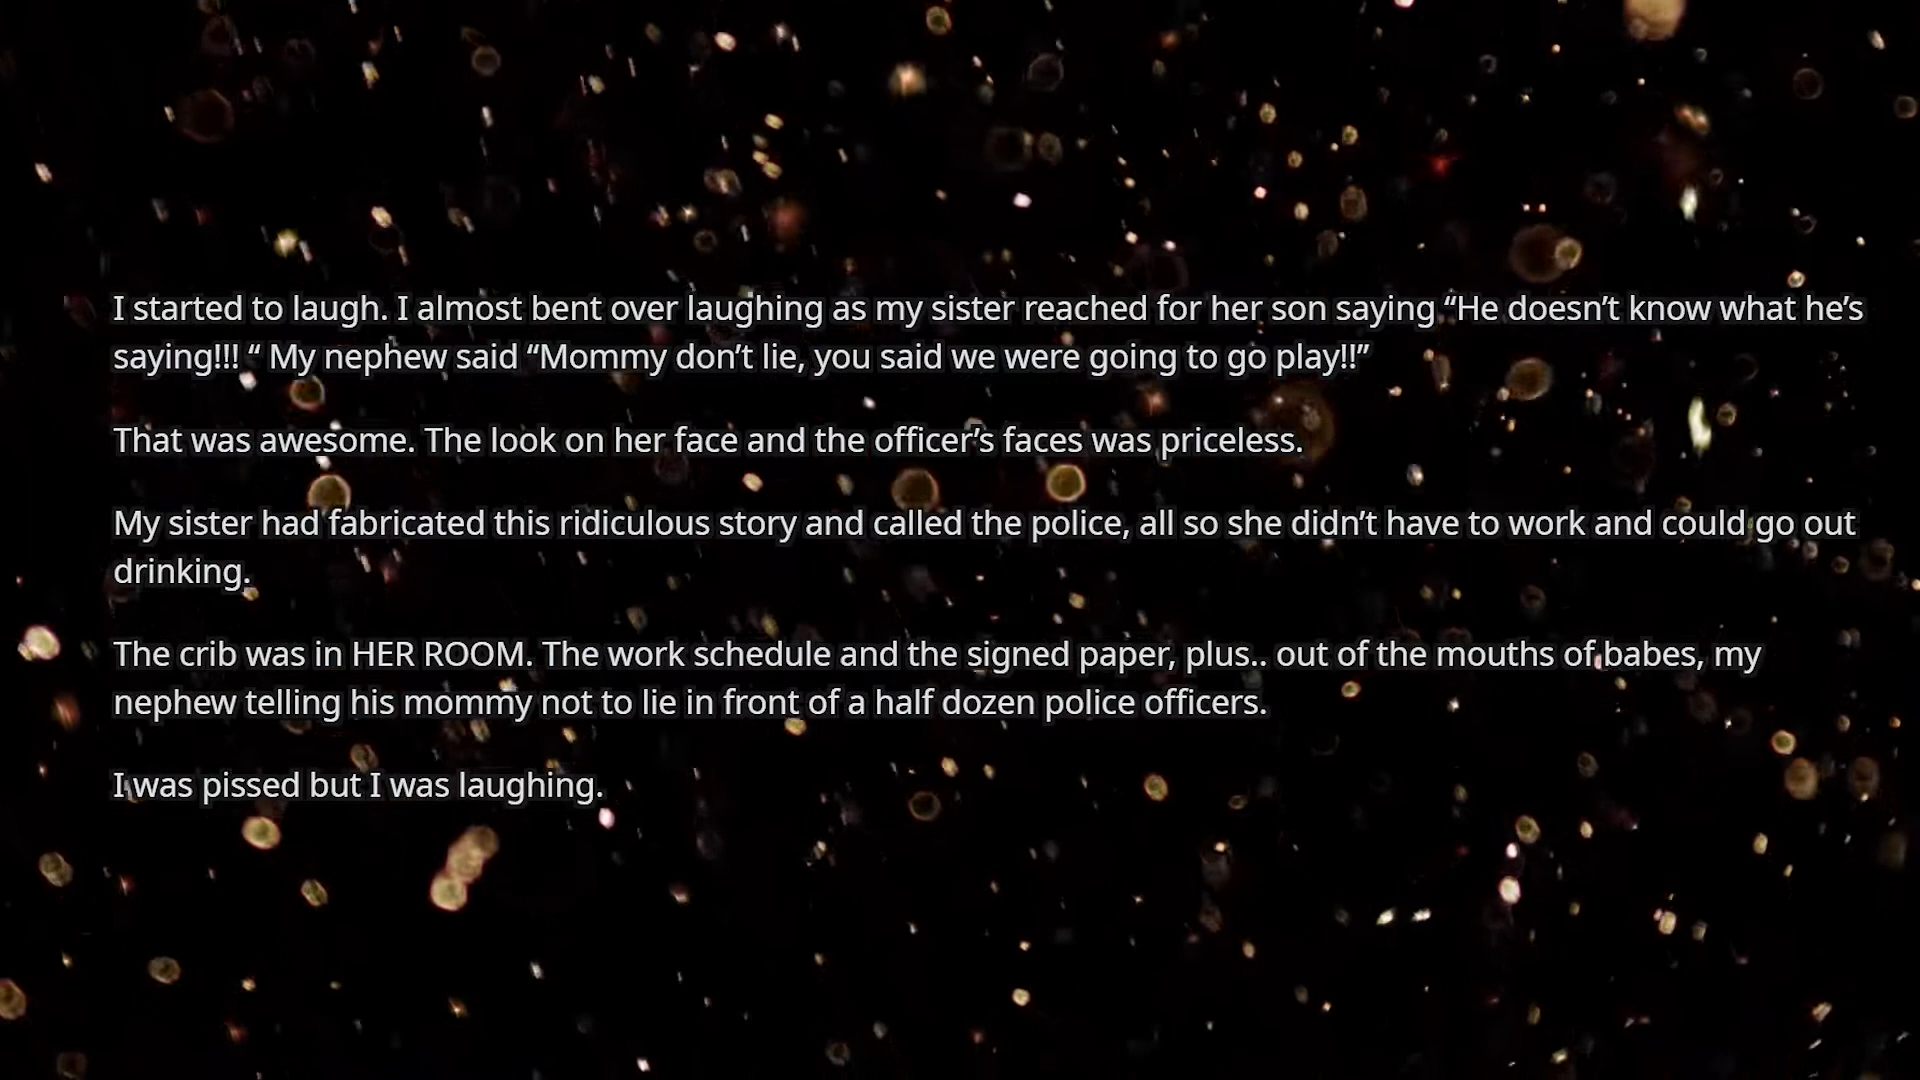 I started to laugh. I almost bent over laughing as my sister reached for her son saying “He doesn’t know what he’s
saying!!! “ My nephew said “Mommy don’t lie, you said we were going to go play!!”
That was awesome. The look on her face and the officer’s faces was priceless.
My sister had fabricated this ridiculous story and called the police, all so she didn’t have to work and could go out
drinking.
The crib was in HER ROOM. The work schedule and the signed paper, plus.. out of the mouths of babes, my
nephew telling his mommy not to lie in front of a half dozen police officers.
I was pissed but I was laughing.